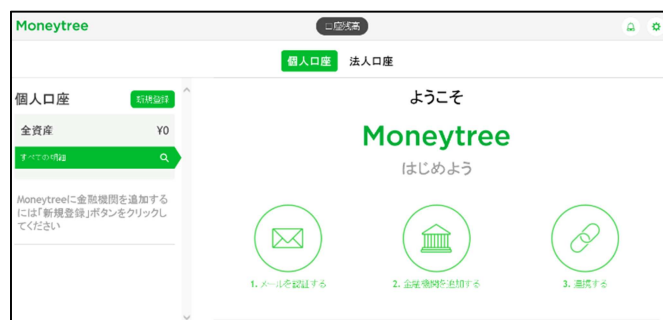 Moneytree
口座残高
個人口座
法人口座
個人口座
新規登録
全資産 ¥0
すべての明細
Moneytreeに金融機関を追加する
には「新規登録」ボタンをクリックし
てください
ようこそ
Moneytree
はじめよう
1. メールを認証する
2. 金融機関を追加する
3. 連携する